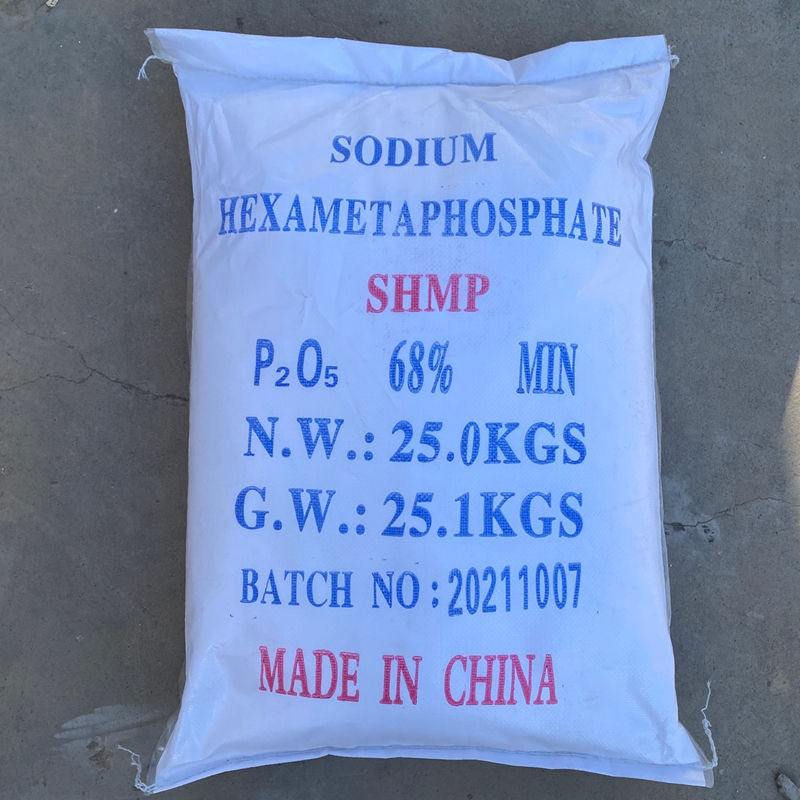 SODIUM
HEXAMETAPHOSPHATE
SHMP
P₂O₅ 68% MIN
N.W.: 25.0KGS
G.W.: 25.1KGS
BATCH NO : 20211007
MADE IN CHINA